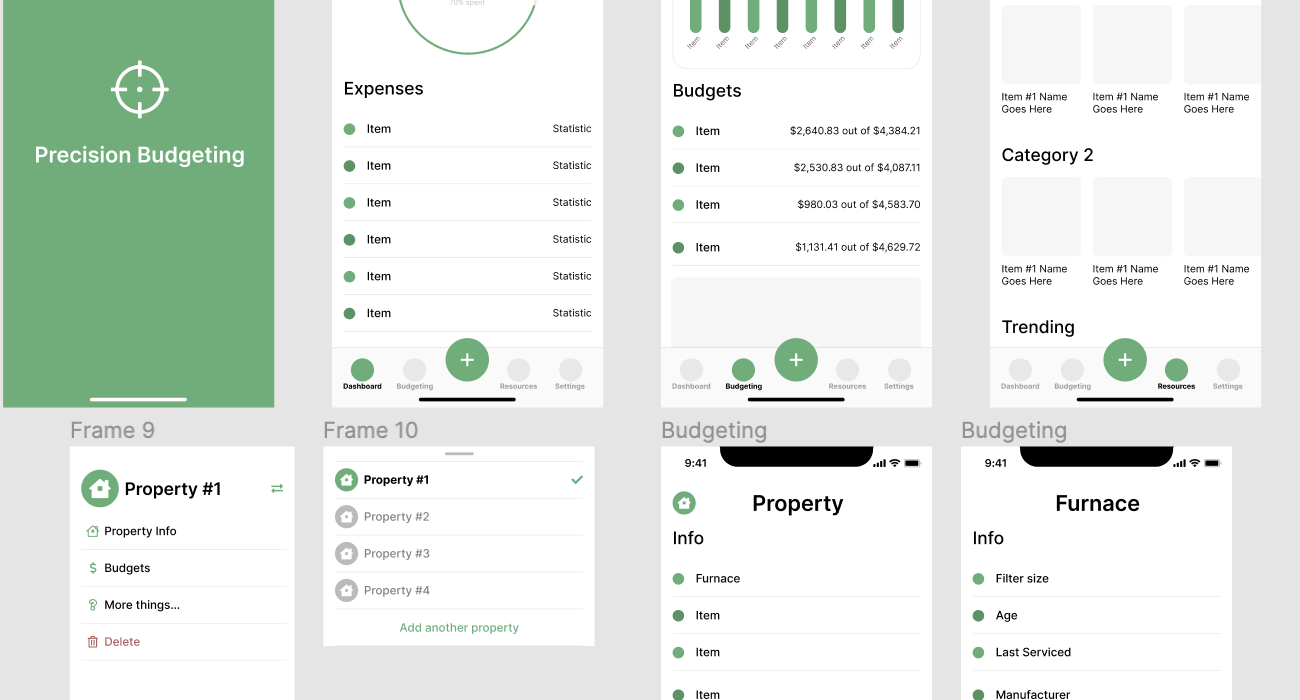 Precision Budgeting
70% spent
Expenses
Item Statistic
Item Statistic
Item Statistic
Item Statistic
Item Statistic
Item Statistic
Dashboard Budgeting + Resources Settings
Item Item Item Item Item Item Item Item
Budgets
Item $2,640.83 out of $4,384.21
Item $2,530.83 out of $4,087.11
Item $980.03 out of $4,583.70
Item $1,131.41 out of $4,629.72
Dashboard Budgeting + Resources Settings
Item #1 Name Item #1 Name Item #1 Name
Goes Here Goes Here Goes Here
Category 2
Item #1 Name Item #1 Name Item #1 Name
Goes Here Goes Here Goes Here
Trending
Dashboard Budgeting + Resources Settings
Frame 9
Property #1
Property Info
$ Budgets
More things...
Delete
Frame 10
Property #1
Property #2
Property #3
Property #4
Add another property
Budgeting
9:41
Property
Info
Furnace
Item
Item
Item
Budgeting
9:41
Furnace
Info
Filter size
Age
Last Serviced
Manufacturer